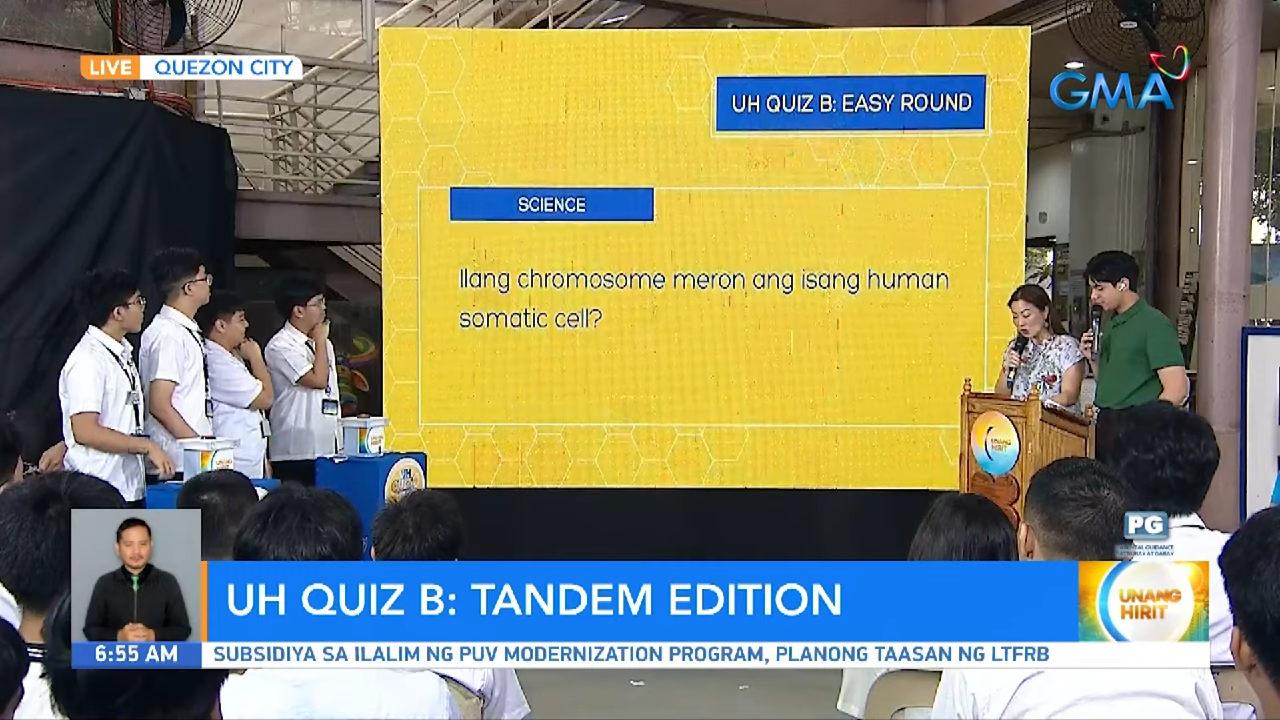 LIVE
QUEZON CITY
GMA
UH QUIZ B: EASY ROUND
SCIENCE
Ilang chromosome meron ang isang human
somatic cell?
UNANG
HIRIT
PG
UH QUIZ B: TANDEM EDITION
UNANG
HIRIT
6:55 AM
SUBSIDIYA SA ILALIM NG PUV MODERNIZATION PROGRAM, PLANONG TAASAN NG LTFRB